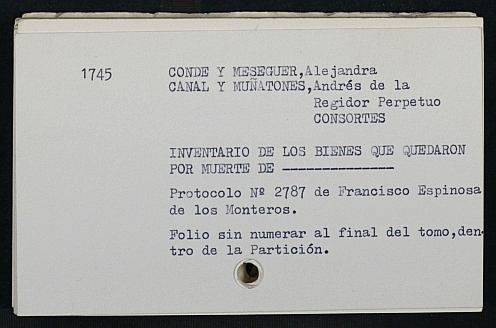 1745 CONDE Y MESEGUER,Alejandra
CANAL Y MUÑATONES,Andrés de la
Regidor Perpetuo
CONSORTES
INVENTARIO DE LOS BIENES QUE QUEDARON
POR MUERTE DE --------------
Protocolo Nº 2787 de Francisco Espinosa
de los Monteros.
Folio sin numerar al final del tomo,den-
tro de la Partición.